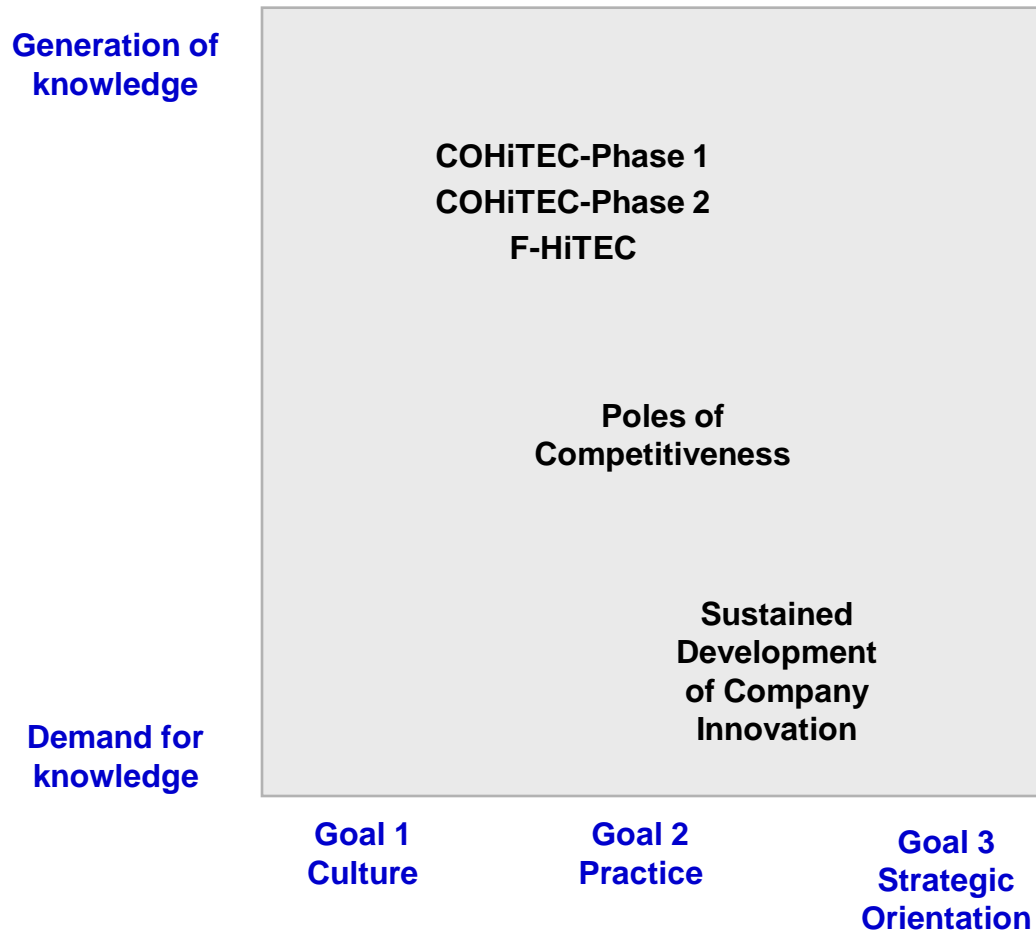 Generation of
knowledge
COHiTEC-Phase 1
COHiTEC-Phase 2
F-HiTEC
Poles of
Competitiveness
Sustained
Development
of Company
Innovation
Demand for
knowledge
Goal 1
Culture
Goal 2
Practice
Goal 3
Strategic
Orientation